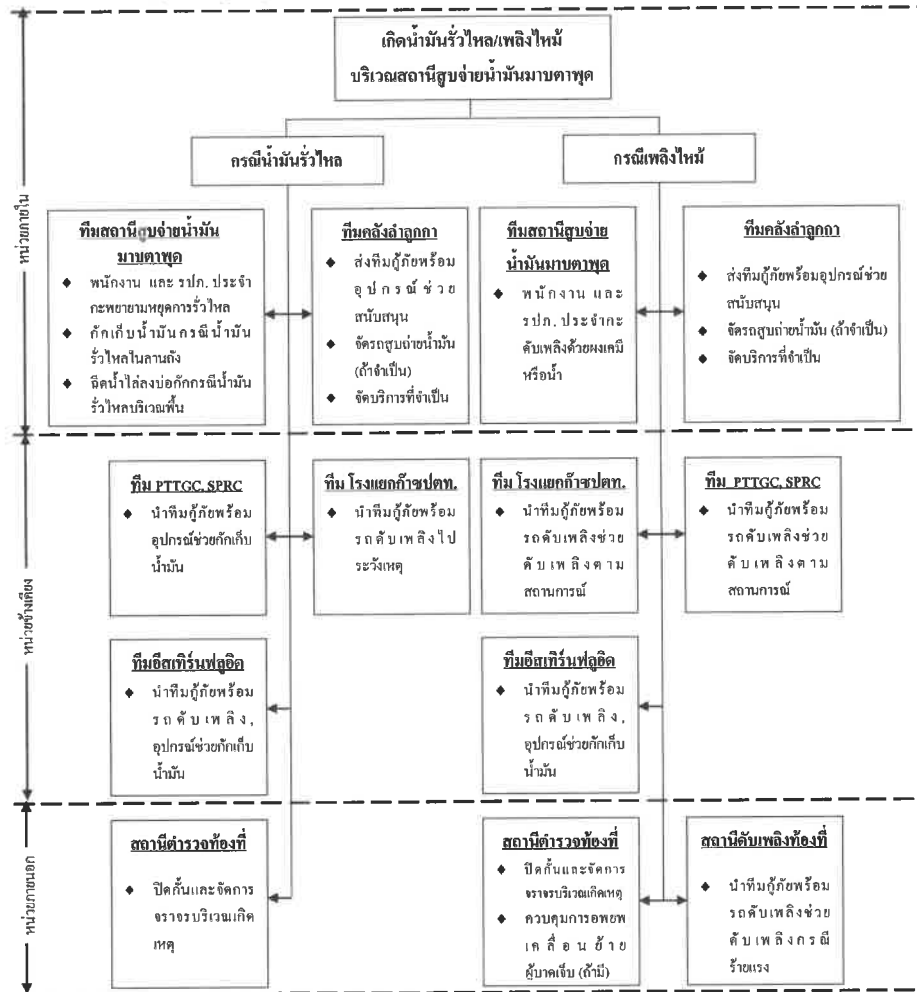 เกิดน้ำมันรั่วไหล/เพลิงไหม้
บริเวณสถานีสูบจ่ายน้ำมันมาบตาพุด
กรณีน้ำมันรั่วไหล
กรณีเพลิงไหม้
หน่วยภายใน
ทีมสถานีสูบจ่ายน้ำมัน
มาบตาพุด
◆ พนักงาน และ รปภ. ประจำ
กะพยายามหยุดการรั่วไหล
◆ กักเก็บน้ำมันกรณีน้ำมัน
รั่วไหลในลานถัง
◆ ฉีดน้ำไล่ลงบ่อกักกรณีน้ำมัน
รั่วไหลบริเวณพื้น
ทีมคลังลำลูกกา
◆ ส่งทีมกู้ภัยพร้อม
อุปกรณ์ช่วย
สนับสนุน
◆ จัดรถสูบถ่ายน้ำมัน
(ถ้าจำเป็น)
◆ จัดบริการที่จำเป็น
ทีมสถานีสูบจ่าย
น้ำมันมาบตาพุด
◆ พนักงาน และ
รปภ. ประจำกะ
ดับเพลิงด้วยผงเคมี
หรือน้ำ
ทีมคลังลำลูกกา
◆ ส่งทีมกู้ภัยพร้อมอุปกรณ์ช่วย
สนับสนุน
◆ จัดรถสูบถ่ายน้ำมัน (ถ้าจำเป็น)
◆ จัดบริการที่จำเป็น
หน่วยข้างเคียง
ทีม PTTGC, SPRC
◆ นำทีมกู้ภัยพร้อม
อุปกรณ์ช่วยกักเก็บ
น้ำมัน
ทีม โรงแยกก๊าซปตท.
◆ นำทีมกู้ภัยพร้อม
รถดับเพลิงไป
ระวังเหตุ
ทีม โรงแยกก๊าซปตท.
◆ นำทีมกู้ภัยพร้อม
รถดับเพลิงช่วย
ดับเพลิงตาม
สถานการณ์
ทีม PTTGC, SPRC
◆ นำทีมกู้ภัยพร้อม
รถดับเพลิงช่วย
ดับเพลิงตาม
สถานการณ์
ทีมอีสเทิร์นฟลูอิด
◆ นำทีมกู้ภัยพร้อม
รถดับเพลิง,
อุปกรณ์ช่วยกักเก็บ
น้ำมัน
ทีมอีสเทิร์นฟลูอิด
◆ นำทีมกู้ภัยพร้อม
รถดับเพลิง,
อุปกรณ์ช่วยกักเก็บ
น้ำมัน
หน่วยภายนอก
สถานีตำรวจท้องที่
◆ ปิดกั้นและจัดการ
จราจรบริเวณเกิด
เหตุ
สถานีตำรวจท้องที่
◆ ปิดกั้นและจัดการ
จราจรบริเวณเกิดเหตุ
◆ ควบคุมการอพยพ
เคลื่อนย้าย
ผู้บาดเจ็บ (ถ้ามี)
สถานีดับเพลิงท้องที่
◆ นำทีมกู้ภัยพร้อม
รถดับเพลิงช่วย
ดับเพลิงกรณี
ร้ายแรง